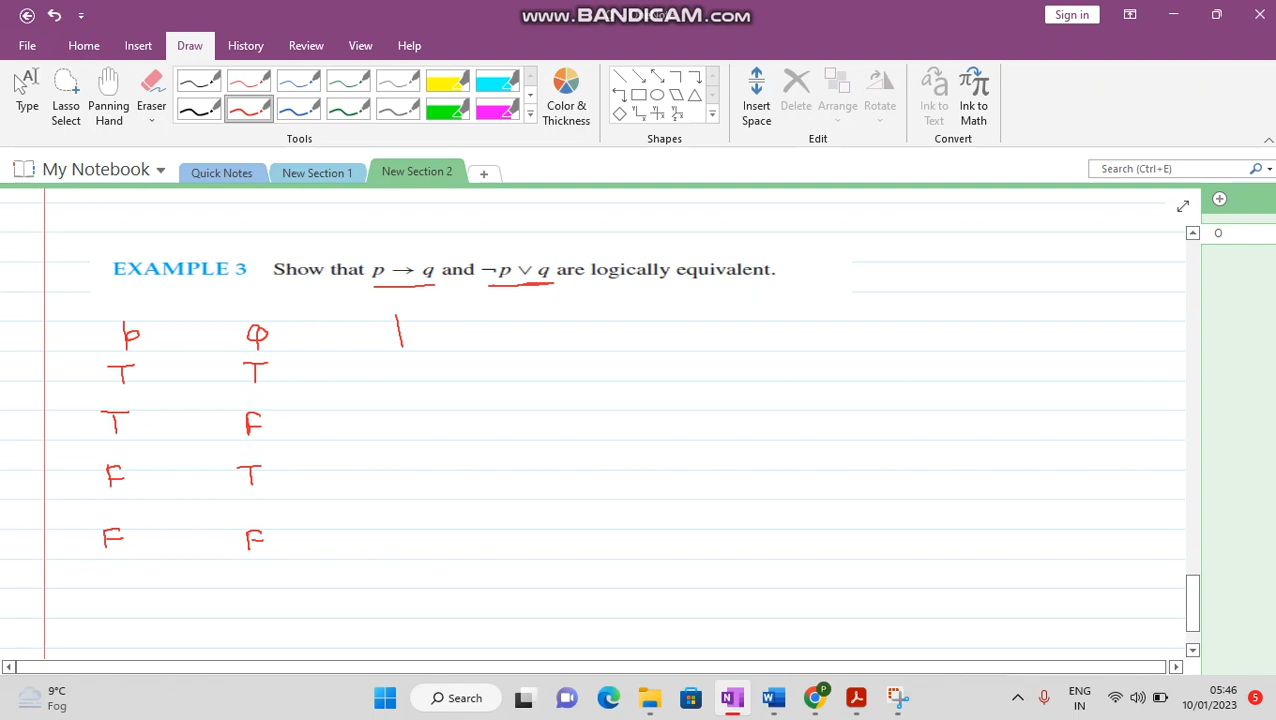 www.BANDICAM.com
Sign in
File Home Insert Draw History Review View Help
Type Lasso Select Panning Hand Eraser Color & Thickness Insert Space Delete Arrange Rotate Ink to Text Ink to Math
Tools Shapes Edit Convert
My Notebook Quick Notes New Section 1 New Section 2 + Search (Ctrl+E)
EXAMPLE 3 Show that p → q and ¬p ∨ q are logically equivalent.
p q
T T
T F
F T
F F
9°C
Fog
Search
ENG
IN
05:46
10/01/2023
5